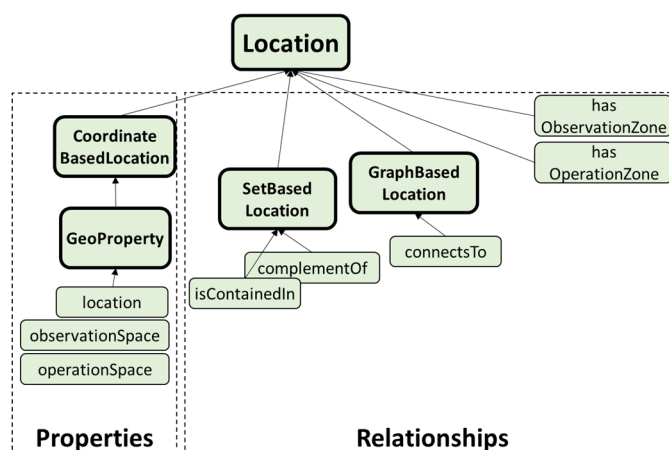 Location
has
ObservationZone
has
OperationZone
Coordinate
BasedLocation
GraphBased
Location
SetBased
Location
GeoProperty
connectsTo
complementOf
isContainedIn
location
observationSpace
operationSpace
Properties
Relationships